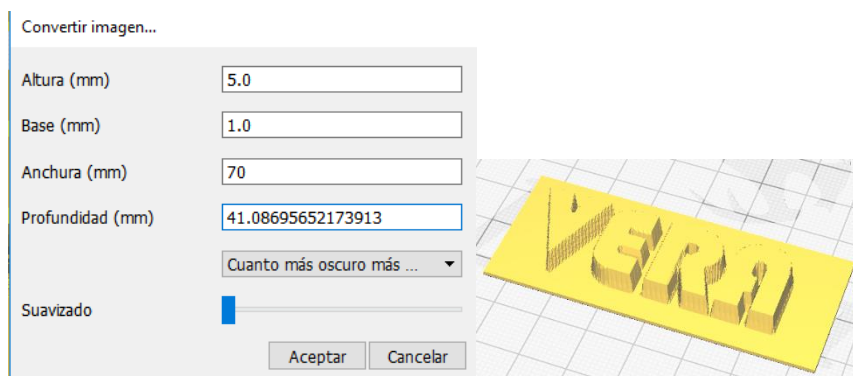 Convertir imagen...
Altura (mm) 5.0
Base (mm) 1.0
Anchura (mm) 70
Profundidad (mm) 41.08695652173913
Cuanto más oscuro más ...
Suavizado
Aceptar Cancelar
VERA